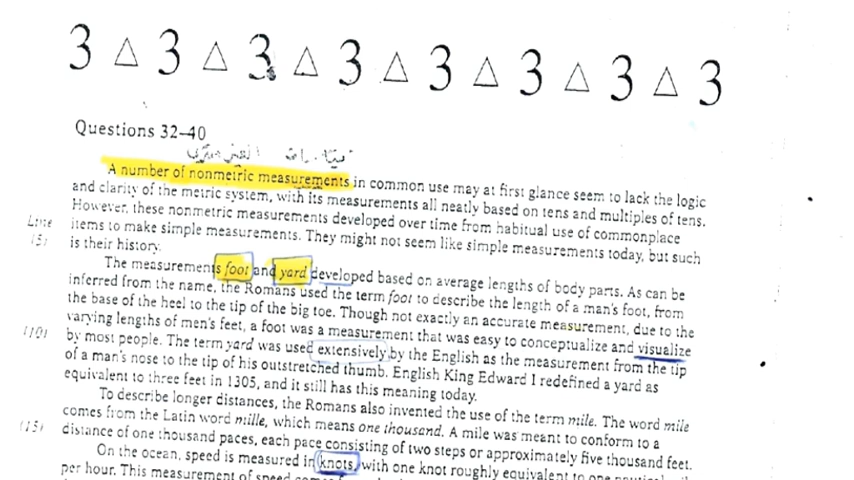 3 △ 3 △ 3 △ 3 △ 3 △ 3 △ 3 △ 3
Questions 32–40
A number of nonmetric measurements in common use may at first glance seem to lack the logic
and clarity of the metric system, with its measurements all neatly based on tens and multiples of tens.
However, these nonmetric measurements developed over time from habitual use of commonplace
Line items to make simple measurements. They might not seem like simple measurements today, but such
(5) is their history.
The measurements foot and yard developed based on average lengths of body parts. As can be
inferred from the name, the Romans used the term foot to describe the length of a man's foot, from
the base of the heel to the tip of the big toe. Though not exactly an accurate measurement, due to the
varying lengths of men's feet, a foot was a measurement that was easy to conceptualize and visualize
(10) by most people. The term yard was used extensively by the English as the measurement from the tip
of a man's nose to the tip of his outstretched thumb. English King Edward I redefined a yard as
equivalent to three feet in 1305, and it still has this meaning today.
To describe longer distances, the Romans also invented the use of the term mile. The word mile
comes from the Latin word mille, which means one thousand. A mile was meant to conform to a
(15) distance of one thousand paces, each pace consisting of two steps or approximately five thousand feet.
On the ocean, speed is measured in knots, with one knot roughly equivalent to one
per hour. This measurement of speed